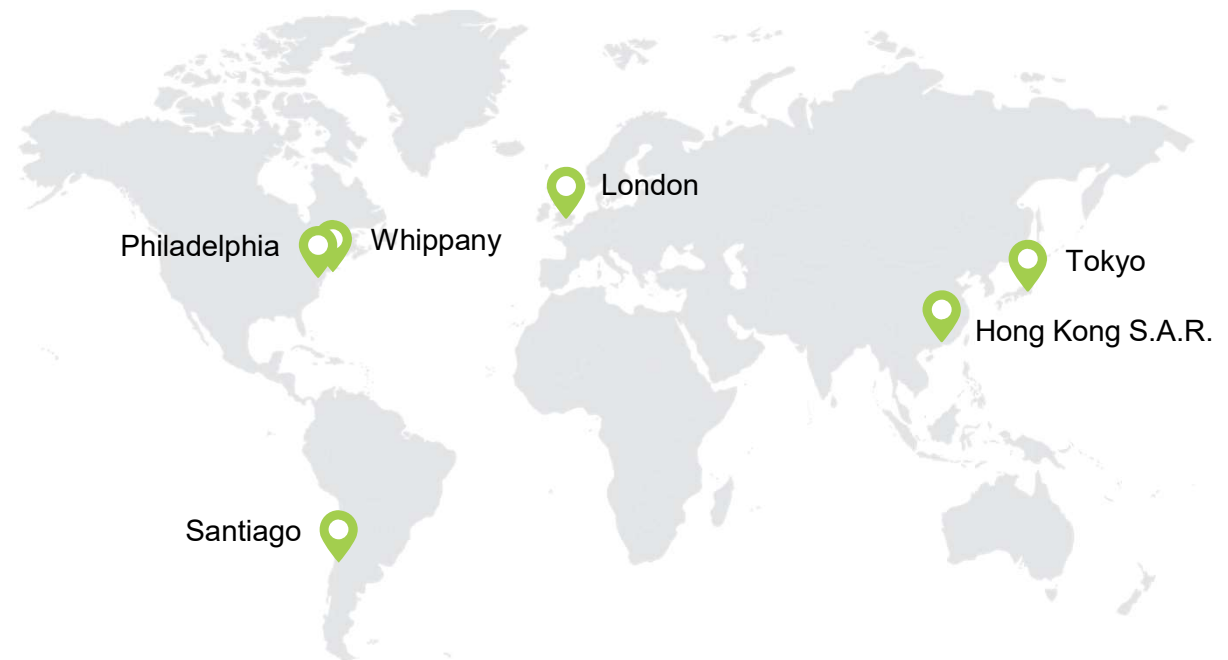 London
Philadelphia
Whippany
Tokyo
Hong Kong S.A.R.
Santiago